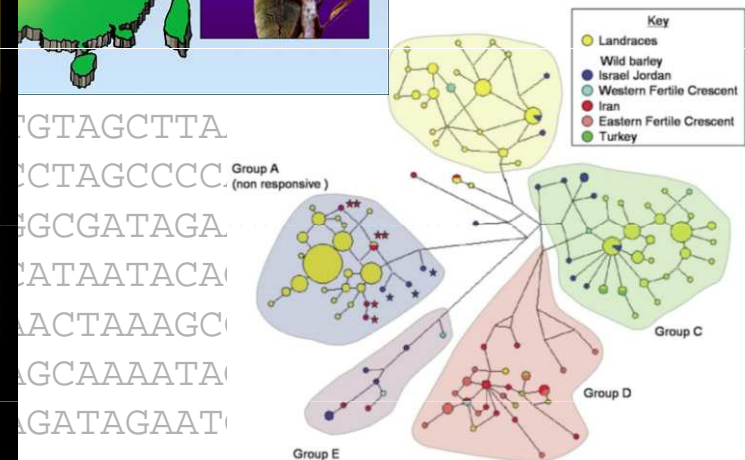 Key
Landraces
Wild barley
Israel Jordan
Western Fertile Crescent
Iran
Eastern Fertile Crescent
Turkey
TGTAGCTTA
CCTAGCCCC
Group A
(non responsive )
GGCGATAGA
CATAATACA
AACTAAAGC
Group C
AGCAAAATA
Group D
AGATAGAAT
Group E